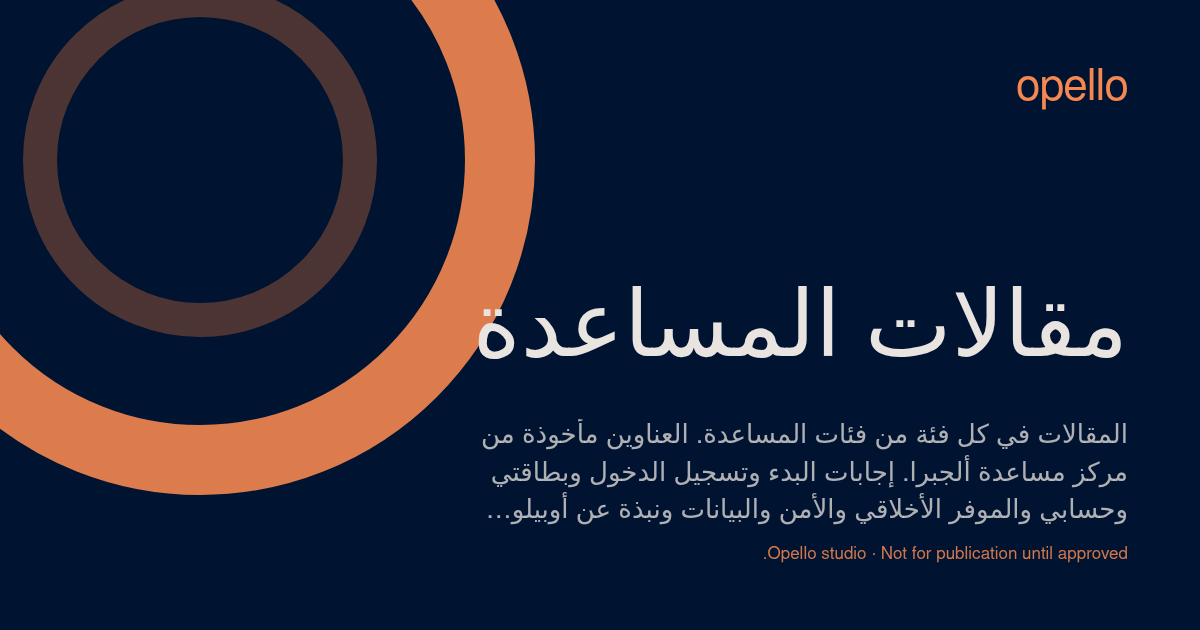 opello
مقالات المساعدة
المقالات في كل فئة من فئات المساعدة. العناوين مأخوذة من
مركز مساعدة ألجبرا. إجابات البدء وتسجيل الدخول وبطاقتي
وحسابي والموفر الأخلاقي والأمن والبيانات ونبذة عن أوبيلو...
.Opello studio · Not for publication until approved